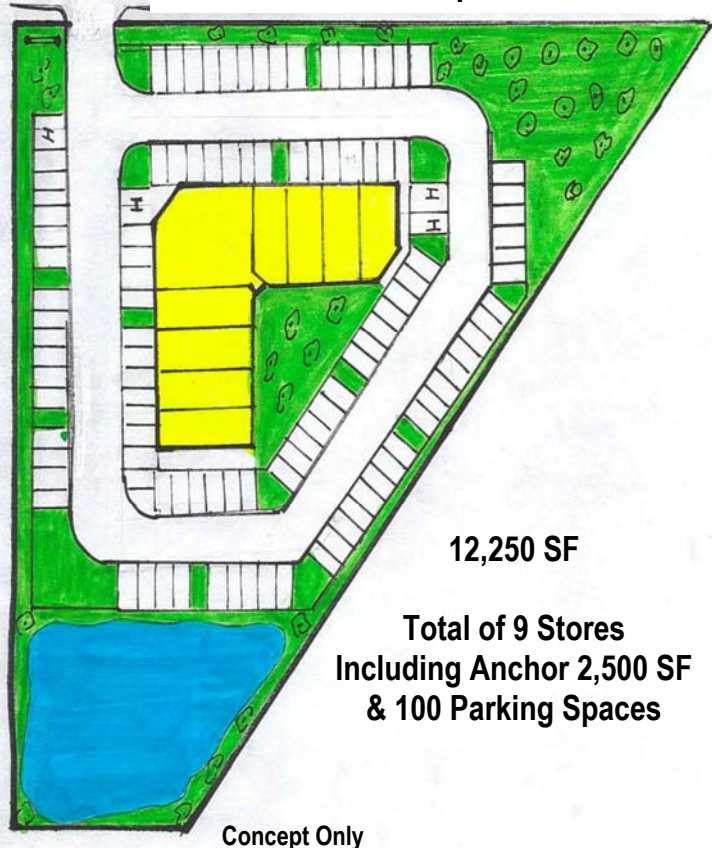 H
H
H
H
12,250 SF
Total of 9 Stores
Including Anchor 2,500 SF
& 100 Parking Spaces
Concept Only